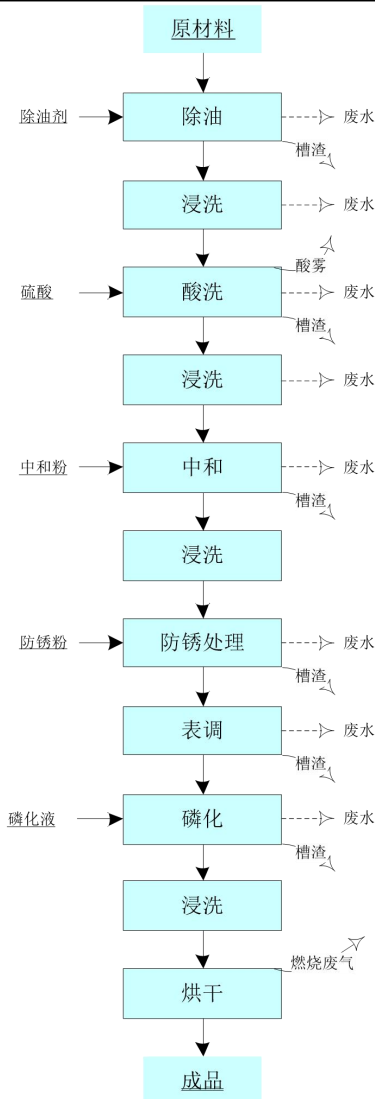 原材料
除油剂
除油
废水
槽渣
浸洗
废水
酸雾
硫酸
酸洗
废水
槽渣
浸洗
废水
中和粉
中和
废水
槽渣
浸洗
防锈粉
防锈处理
废水
槽渣
表调
废水
槽渣
磷化液
磷化
废水
槽渣
浸洗
燃烧废气
烘干
成品